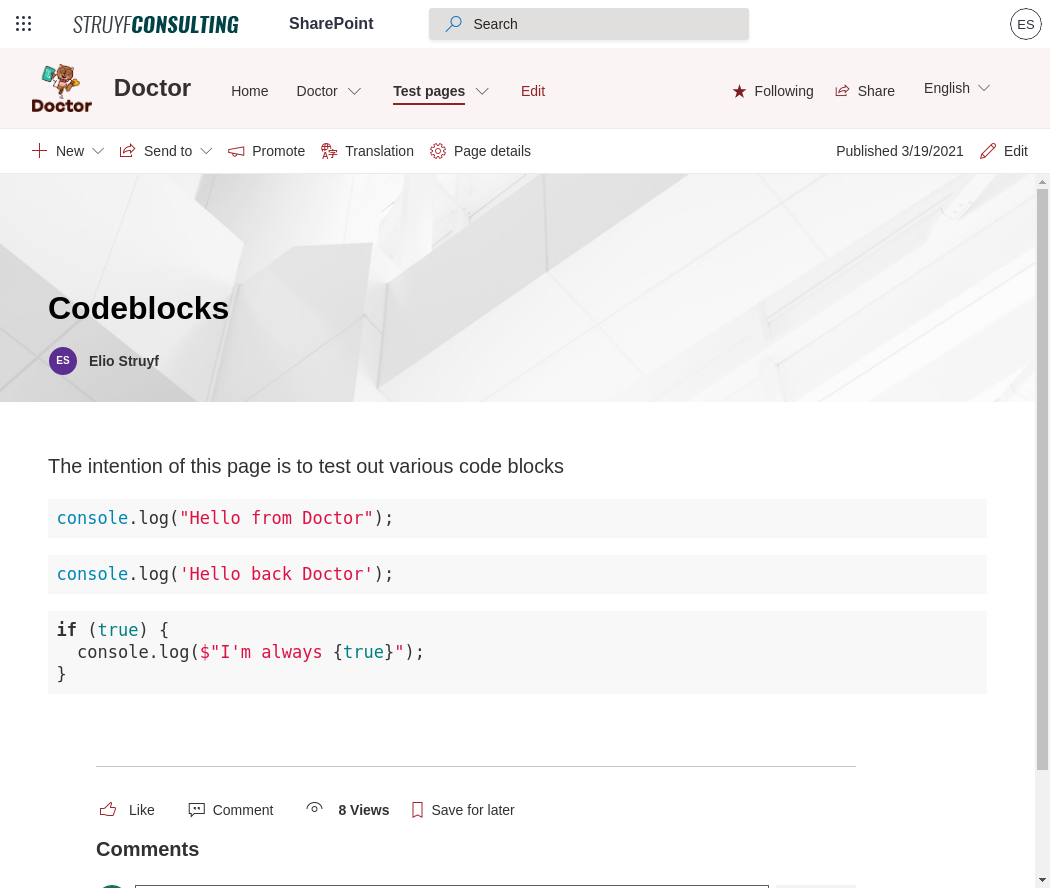 STRUYFCONSULTING
SharePoint
Search
ES
Doctor
Doctor
Home
Doctor
Test pages
Edit
Following
Share
English
New
Send to
Promote
Translation
Page details
Published 3/19/2021
Edit
Codeblocks
ES
Elio Struyf
The intention of this page is to test out various code blocks
console.log("Hello from Doctor");
console.log('Hello back Doctor');
if (true) {
  console.log($"I'm always {true}");
}
Like
Comment
8 Views
Save for later
Comments